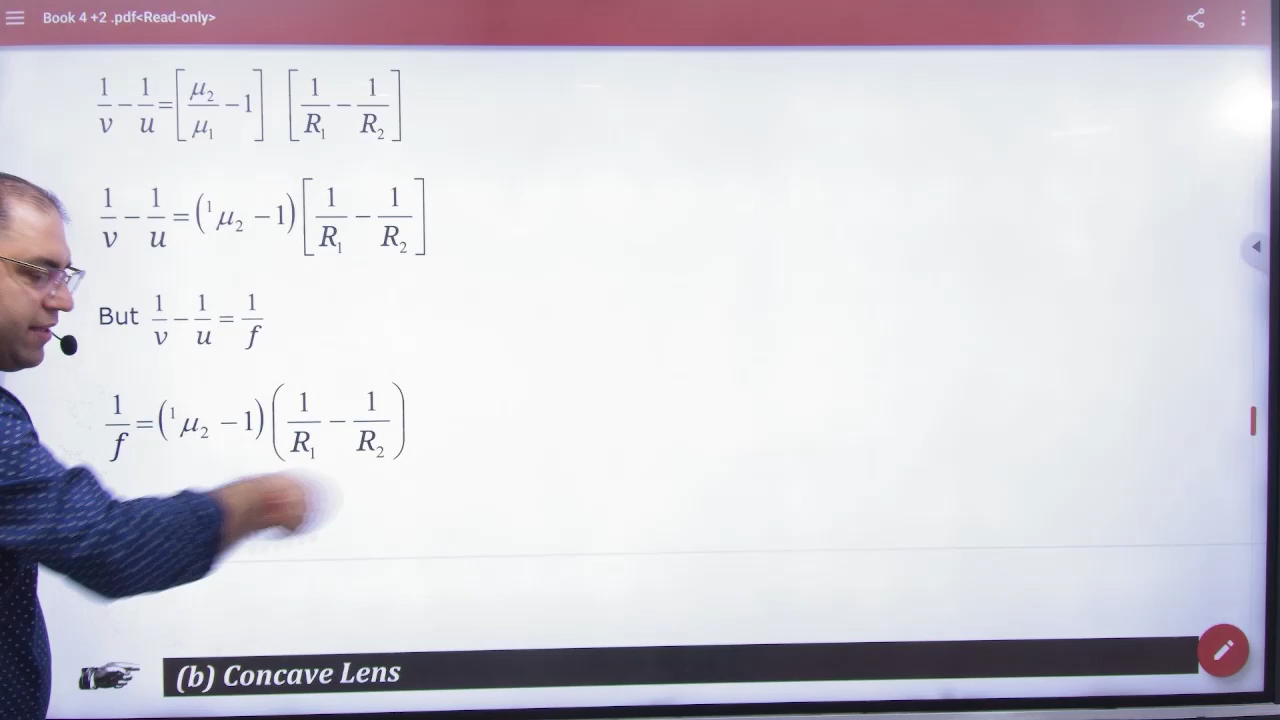 Book 4 +2 .pdf<Read-only>
1/v − 1/u = [μ₂/μ₁ − 1] [1/R₁ − 1/R₂]
1/v − 1/u = (¹μ₂ − 1)[1/R₁ − 1/R₂]
But 1/v − 1/u = 1/f
1/f = (¹μ₂ − 1)(1/R₁ − 1/R₂)
(b) Concave Lens